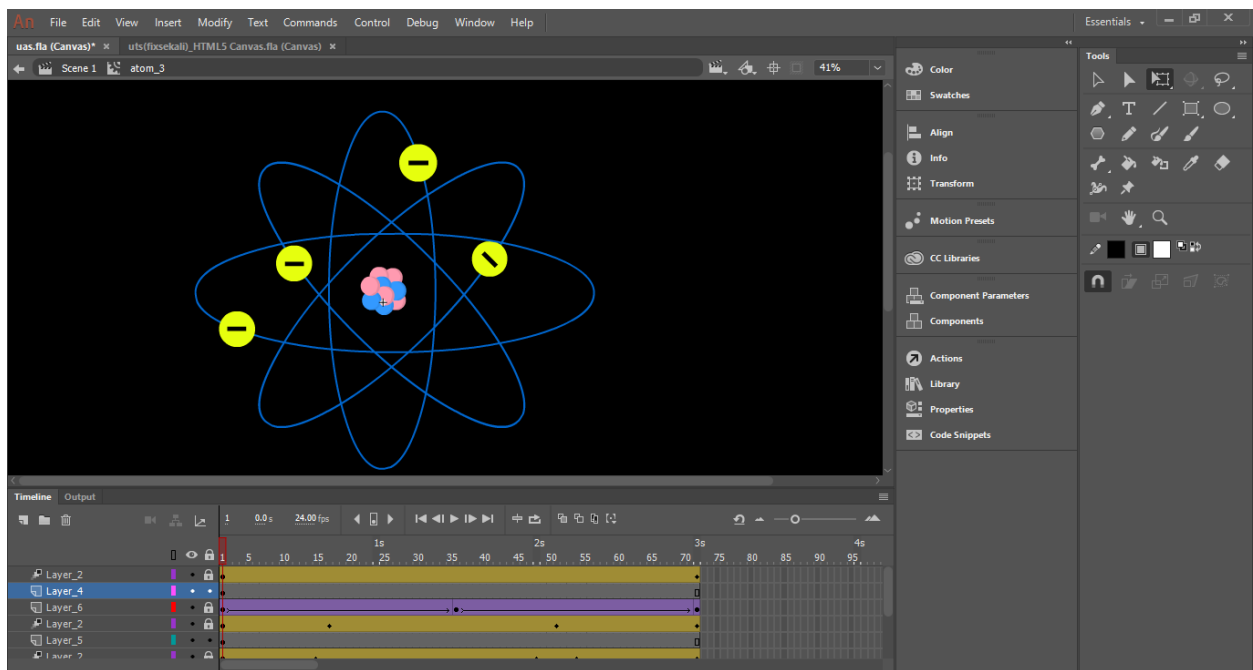 An File Edit View Insert Modify Text Commands Control Debug Window Help Essentials
uas.fla (Canvas)* × uts(fixsekali)_HTML5 Canvas.fla (Canvas) ×
Scene 1 atom_3 41%
Color
Swatches
Align
Info
Transform
Motion Presets
CC Libraries
Component Parameters
Components
Actions
Library
Properties
Code Snippets
Tools
Timeline Output
1 0.0 s 24.00 fps
1s 2s 3s 4s
1 5 10 15 20 25 30 35 40 45 50 55 60 65 70 75 80 85 90 95
Layer_2
Layer_4
Layer_6
Layer_2
Layer_5
Layer_2